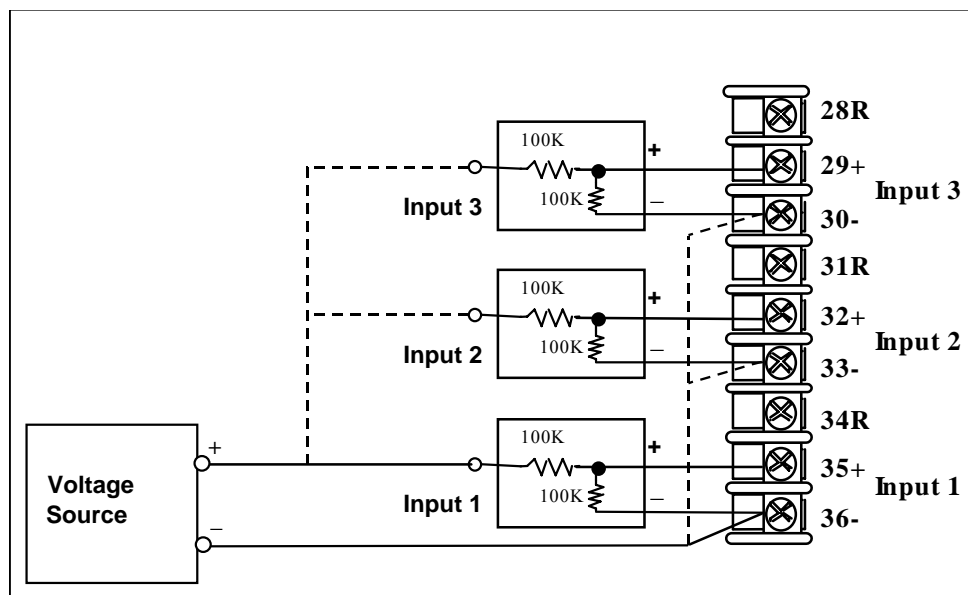 28R
100K
+
29+
Input 3
100K
Input 3
–
30-
31R
100K
+
32+
Input 2
100K
Input 2
–
33-
34R
100K
+
35+
Input 1
100K
Input 1
–
36-
+
Voltage
Source
–